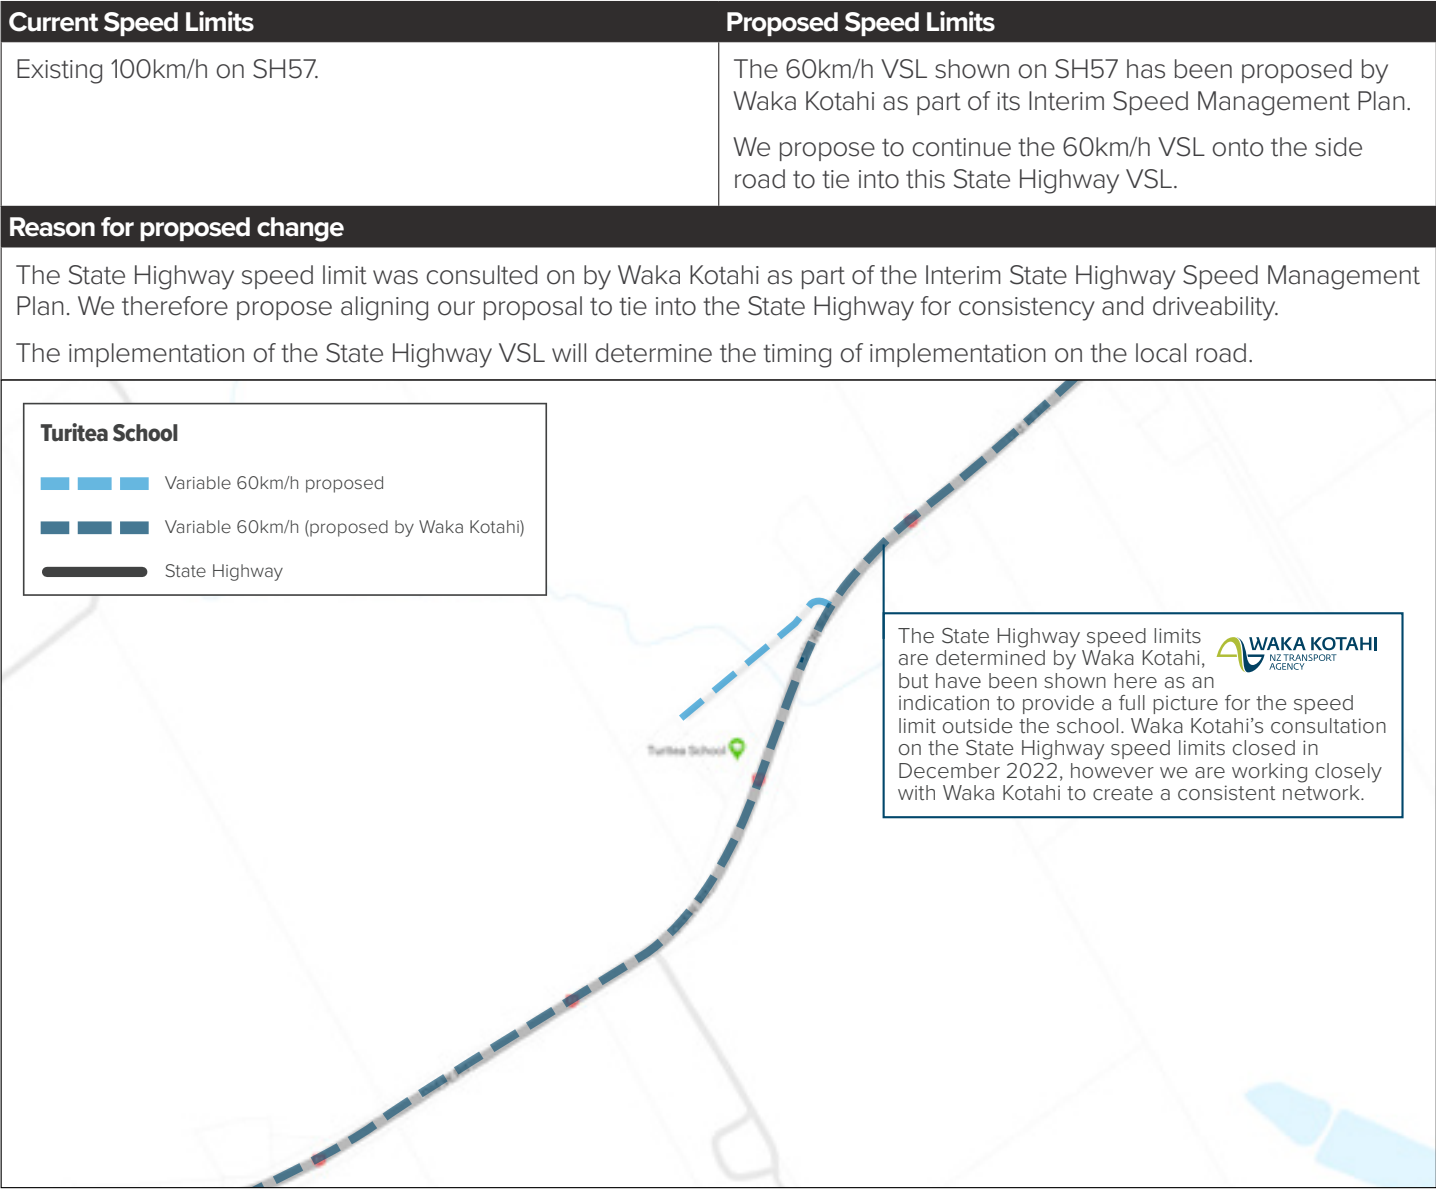 Current Speed Limits
Proposed Speed Limits
Existing 100km/h on SH57.
The 60km/h VSL shown on SH57 has been proposed by
Waka Kotahi as part of its Interim Speed Management Plan.
We propose to continue the 60km/h VSL onto the side
road to tie into this State Highway VSL.
Reason for proposed change
The State Highway speed limit was consulted on by Waka Kotahi as part of the Interim State Highway Speed Management
Plan. We therefore propose aligning our proposal to tie into the State Highway for consistency and driveability.
The implementation of the State Highway VSL will determine the timing of implementation on the local road.
Turitea School
Variable 60km/h proposed
Variable 60km/h (proposed by Waka Kotahi)
State Highway
The State Highway speed limits
are determined by Waka Kotahi,
but have been shown here as an
indication to provide a full picture for the speed
limit outside the school. Waka Kotahi’s consultation
on the State Highway speed limits closed in
December 2022, however we are working closely
with Waka Kotahi to create a consistent network.
WAKA KOTAHI
NZ TRANSPORT
AGENCY
Turitea School